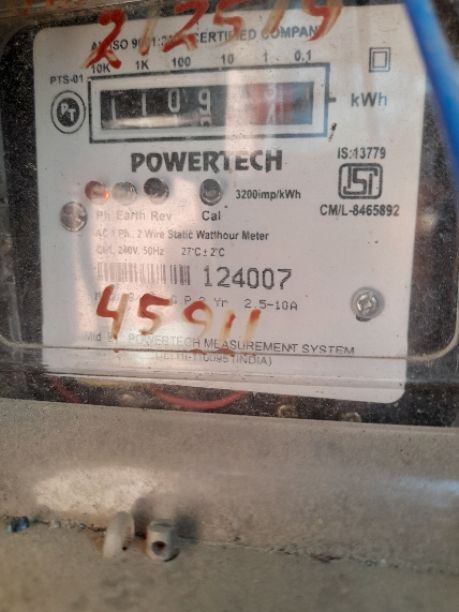 212519
CERTIFIED COMPANY
10K 1K 100 10 1 0.1
PTS-01
PT
1109
kWh
POWERTECH
IS:13779
3200imp/kWh
Ph Earth Rev Cal
CM/L-8465892
AC 1 Ph., 2 Wire Static Watthour Meter
240V, 50Hz 27°C ± 2°C
124007
2.5-10A
POWERTECH MEASUREMENT SYSTEM
(INDIA)